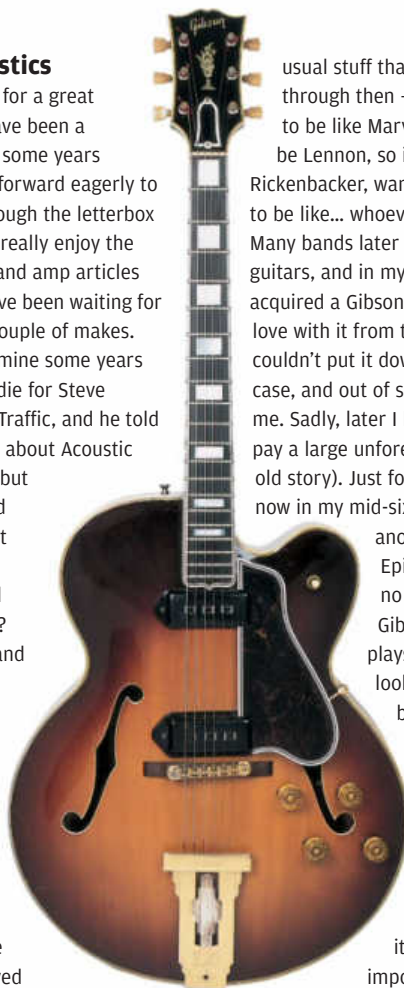 stics
for a great
ave been a
some years
forward eagerly to
ough the letterbox
really enjoy the
and amp articles
ve been waiting for
ouple of makes.
mine some years
die for Steve
Traffic, and he told
about Acoustic
but
d
t
?
and
e
ved
Gibson
usual stuff tha
through then -
to be like Marv
be Lennon, so i
Rickenbacker, wan
to be like... whoev
Many bands later
guitars, and in my
acquired a Gibson
love with it from t
couldn't put it dow
case, and out of s
me. Sadly, later I
pay a large unfore
old story). Just fo
now in my mid-six
ano
Epi
no
Gib
plays
look
b
it
impo